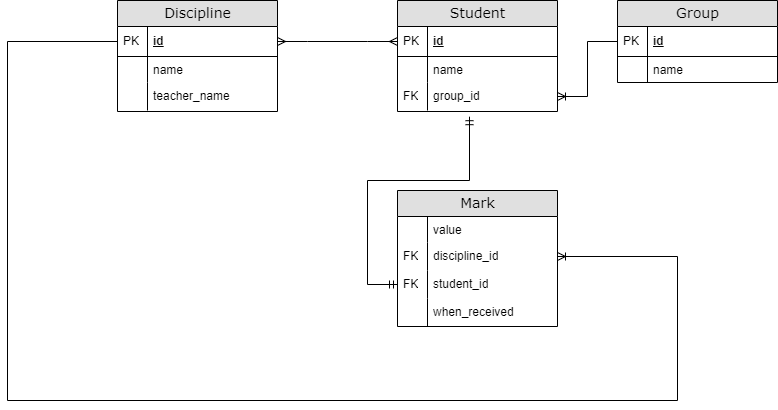 Discipline
PK id
name
teacher_name
Student
PK id
name
FK group_id
Group
PK id
name
Mark
value
FK discipline_id
FK student_id
when_received